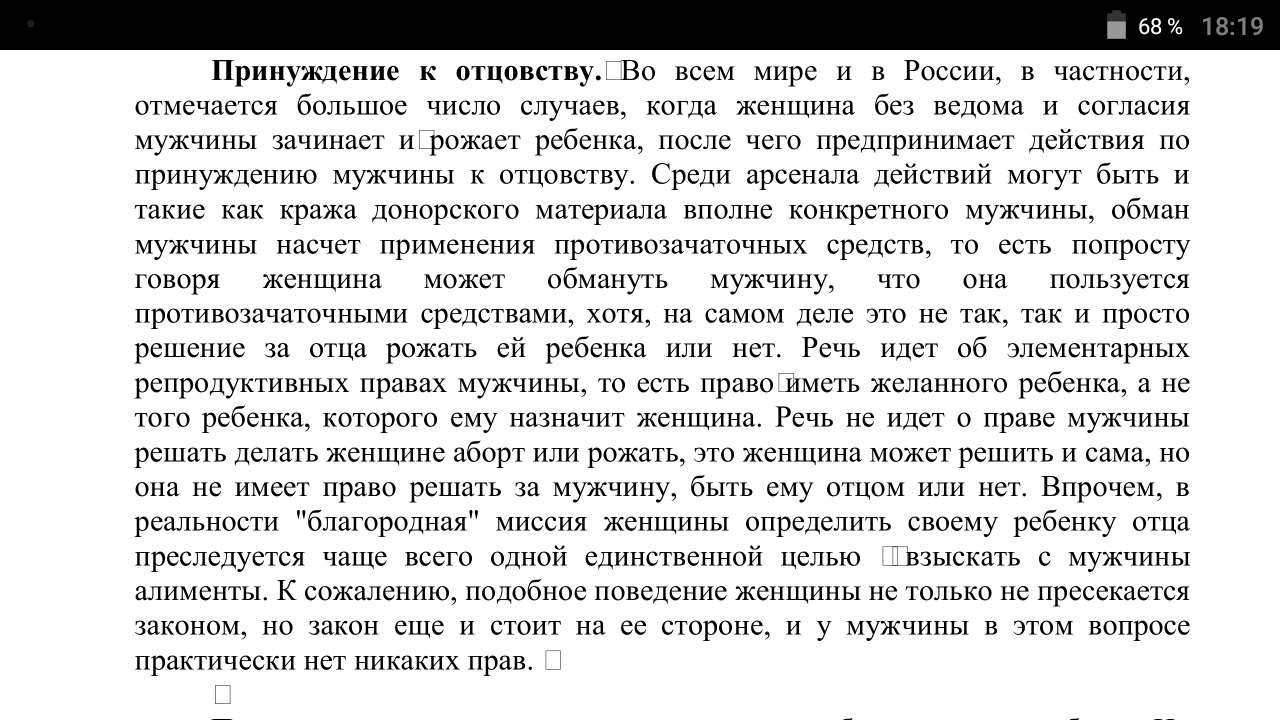 68 % 18:19
Принуждение к отцовству. Во всем мире и в России, в частности,
отмечается большое число случаев, когда женщина без ведома и согласия
мужчины зачинает и рожает ребенка, после чего предпринимает действия по
принуждению мужчины к отцовству. Среди арсенала действий могут быть и
такие как кража донорского материала вполне конкретного мужчины, обман
мужчины насчет применения противозачаточных средств, то есть попросту
говоря женщина может обмануть мужчину, что она пользуется
противозачаточными средствами, хотя, на самом деле это не так, так и просто
решение за отца рожать ей ребенка или нет. Речь идет об элементарных
репродуктивных правах мужчины, то есть право иметь желанного ребенка, а не
того ребенка, которого ему назначит женщина. Речь не идет о праве мужчины
решать делать женщине аборт или рожать, это женщина может решить и сама, но
она не имеет право решать за мужчину, быть ему отцом или нет. Впрочем, в
реальности "благородная" миссия женщины определить своему ребенку отца
преследуется чаще всего одной единственной целью взыскать с мужчины
алименты. К сожалению, подобное поведение женщины не только не пресекается
законом, но закон еще и стоит на ее стороне, и у мужчины в этом вопросе
практически нет никаких прав.